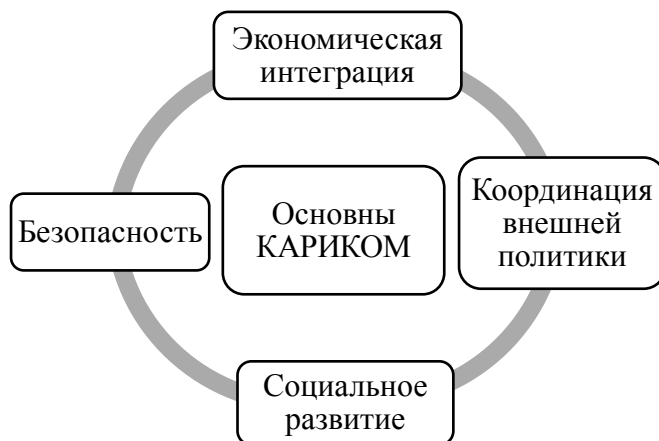 Экономическая
интеграция
Координация
внешней
политики
Социальное
развитие
Безопасность
Основны
КАРИКОМ